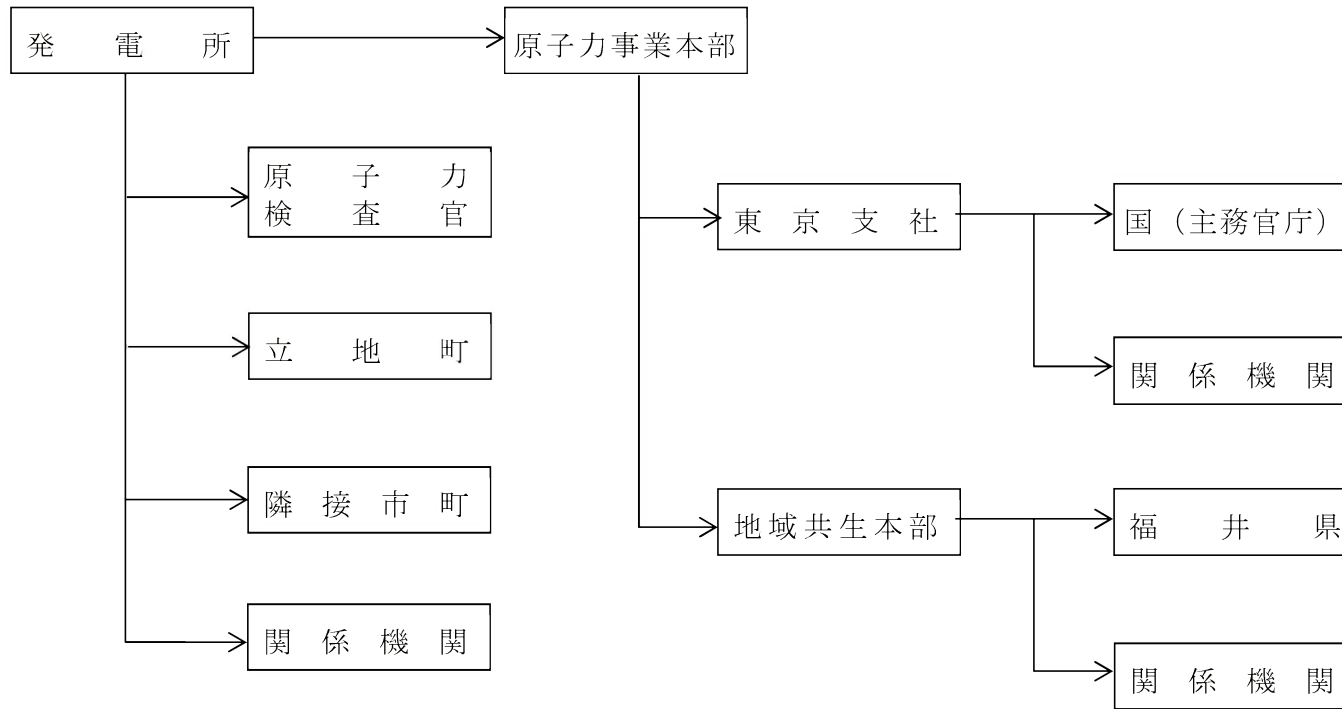 発電所
原子力事業本部
原子力
検査官
東京支社
国（主務官庁）
立地町
関係機関
隣接市町
地域共生本部
福井県
関係機関
関係機関